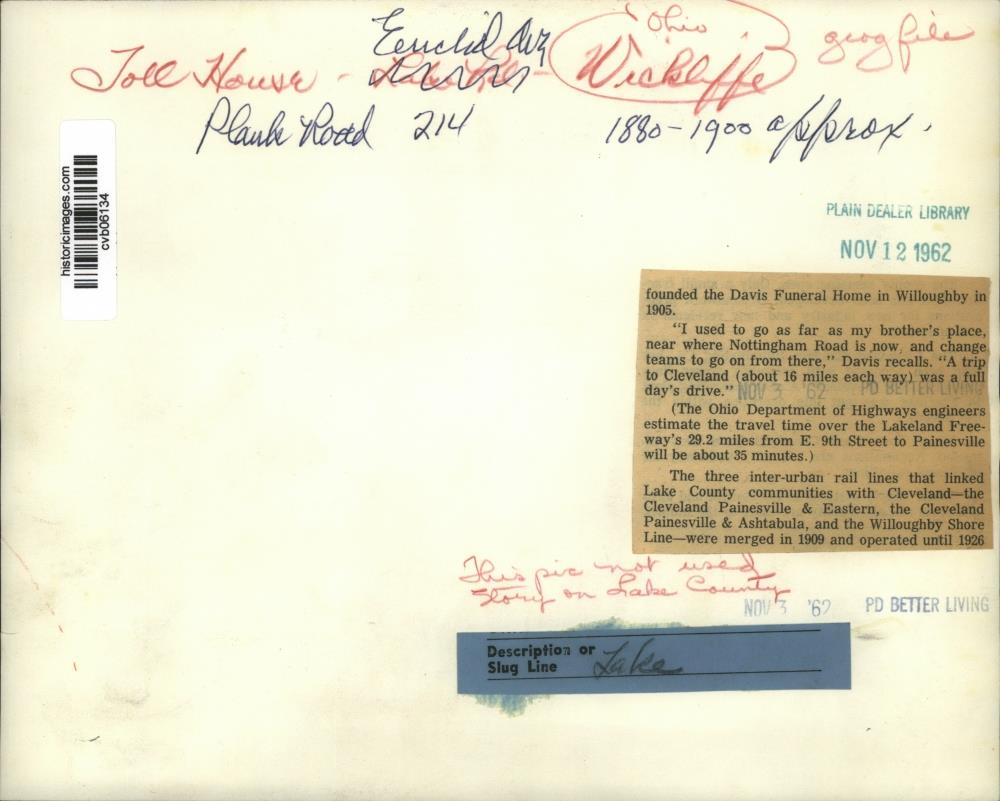 Euclid Ave
Toll House - - Ohio Wickliffe geog file
Plank Road 214 1880-1900 approx.
historicimages.com
cvb06134
PLAIN DEALER LIBRARY
NOV 12 1962
founded the Davis Funeral Home in Willoughby in
1905.
"I used to go as far as my brother's place,
near where Nottingham Road is now, and change
teams to go on from there," Davis recalls. "A trip
to Cleveland (about 16 miles each way) was a full
day's drive." NOV 3 '62 PD BETTER LIVING
(The Ohio Department of Highways engineers
estimate the travel time over the Lakeland Free-
way's 29.2 miles from E. 9th Street to Painesville
will be about 35 minutes.)
The three inter-urban rail lines that linked
Lake County communities with Cleveland—the
Cleveland Painesville & Eastern, the Cleveland
Painesville & Ashtabula, and the Willoughby Shore
Line—were merged in 1909 and operated until 1926
This pic not used
Story on Lake County
NOV 3 '62 PD BETTER LIVING
Description or
Slug Line Lake